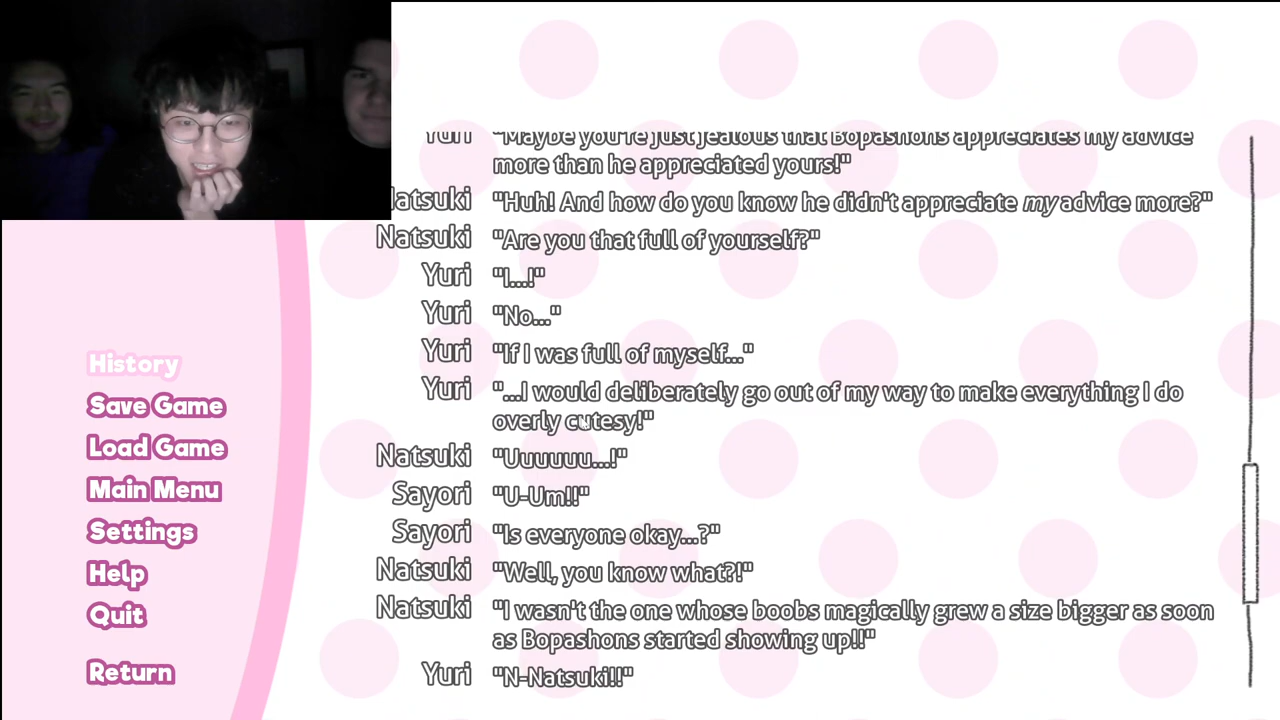 Yuri "Maybe you're just jealous that Bopashons appreciates my advice
more than he appreciated yours!"
Natsuki "Huh! And how do you know he didn't appreciate my advice more?"
Natsuki "Are you that full of yourself?"
Yuri "I...!"
Yuri "No..."
Yuri "If I was full of myself..."
Yuri "...I would deliberately go out of my way to make everything I do
overly cutesy!"
Natsuki "Uuuuuu...!"
Sayori "U-Um!!"
Sayori "Is everyone okay...?"
Natsuki "Well, you know what?!"
Natsuki "I wasn't the one whose boobs magically grew a size bigger as soon
as Bopashons started showing up!!"
Yuri "N-Natsuki!!"
History
Save Game
Load Game
Main Menu
Settings
Help
Quit
Return